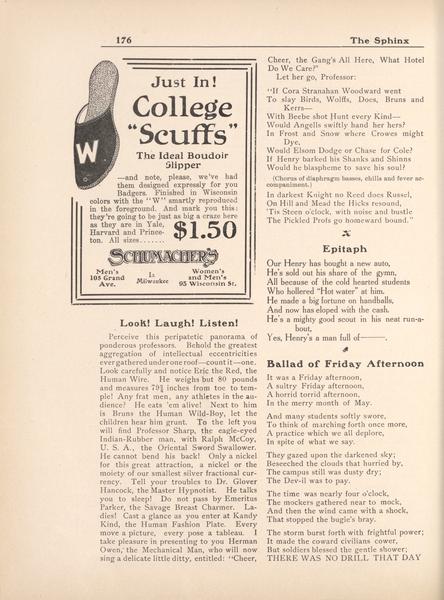 176
The Sphinx
W
Just In!
College
"Scuffs"
The Ideal Boudoir
Slipper
—and note, please, we've had
them designed expressly for you
Badgers. Finished in Wisconsin
colors with the "W" smartly reproduced
in the foreground. And mark you this:
they're going to be just as big a craze here
as they are in Yale,
Harvard and Prince-
ton. All sizes.......
$1.50
SCHUMACHER'S
Men's
105 Grand
Ave.
In
Milwaukee
Women's
and Men's
95 Wisconsin St.
Look! Laugh! Listen!
Perceive this peripatetic panorama of
ponderous professors. Behold the greatest
aggregation of intellectual eccentricities
ever gathered under one roof—count it—one.
Look carefully and notice Eric the Red, the
Human Wire. He weighs but 80 pounds
and measures 79¾ inches from toe to tem-
ple! Any frat men, any athletes in the au-
dience? He eats 'em alive! Next to him
is Bruns the Human Wild-Boy, let the
children hear him grunt. To the left you
will find Professor Sharp, the eagle-eyed
Indian-Rubber man, with Ralph McCoy,
U. S. A., the Oriental Sword Swallower.
He cannot bend his back! Only a nickel
for this great attraction, a nickel or the
moiety of our smallest silver fractional cur-
rency. Tell your troubles to Dr. Glover
Hancock, the Master Hypnotist. He talks
you to sleep! Do not pass by Emeritus
Parker, the Savage Breast Charmer. La-
dies! Cast a glance as you enter at Kandy
Kind, the Human Fashion Plate. Every
move a picture, every pose a tableau. I
take pleasure in presenting to you Herman
Owen, the Mechanical Man, who will now
sing a delicate little ditty, entitled: "Cheer,
Cheer, the Gang's All Here, What Hotel
Do We Care?"
Let her go, Professor:
"If Cora Stranahan Woodward went
To slay Birds, Wolffs, Does, Bruns and
Kerrs—
With Beebe shot Hunt every Kind—
Would Angells swiftly hand her hers?
In Frost and Snow where Crowes might
Dye,
Would Elsom Dodge or Chase for Cole?
If Henry barked his Shanks and Shinns
Would he blaspheme to save his soul?
(Chorus of diaphragm basses, chills and fever ac-
companiment.)
In darkest Knight no Reed does Russel,
On Hill and Mead the Hicks resound,
'Tis Steen o'clock, with noise and bustle
The Pickled Profs go homeward bound."
Epitaph
Our Henry has bought a new auto,
He's sold out his share of the gymn,
All because of the cold hearted students
Who hollered "Hot water" at him.
He made a big fortune on handballs,
And now has eloped with the cash.
He's a mighty good scout in his neat run-a-
bout,
Yes, Henry's a man full of———.
Ballad of Friday Afternoon
It was a Friday afternoon,
A sultry Friday afternoon,
A horrid torrid afternoon,
In the merry month of May.
And many students softly swore,
To think of marching forth once more,
A practice which we all deplore,
In spite of what we say.
They gazed upon the darkened sky;
Beseeched the clouds that hurried by,
The campus still was dusty dry;
The Dev-il was to pay.
The time was nearly four o'clock,
The mockers gathered near to mock,
And then the wind came with a shock,
That stopped the bugle's bray.
The storm burst forth with frightful power;
It made the coward civilians cower,
But soldiers blessed the gentle shower;
THERE WAS NO DRILL THAT DAY